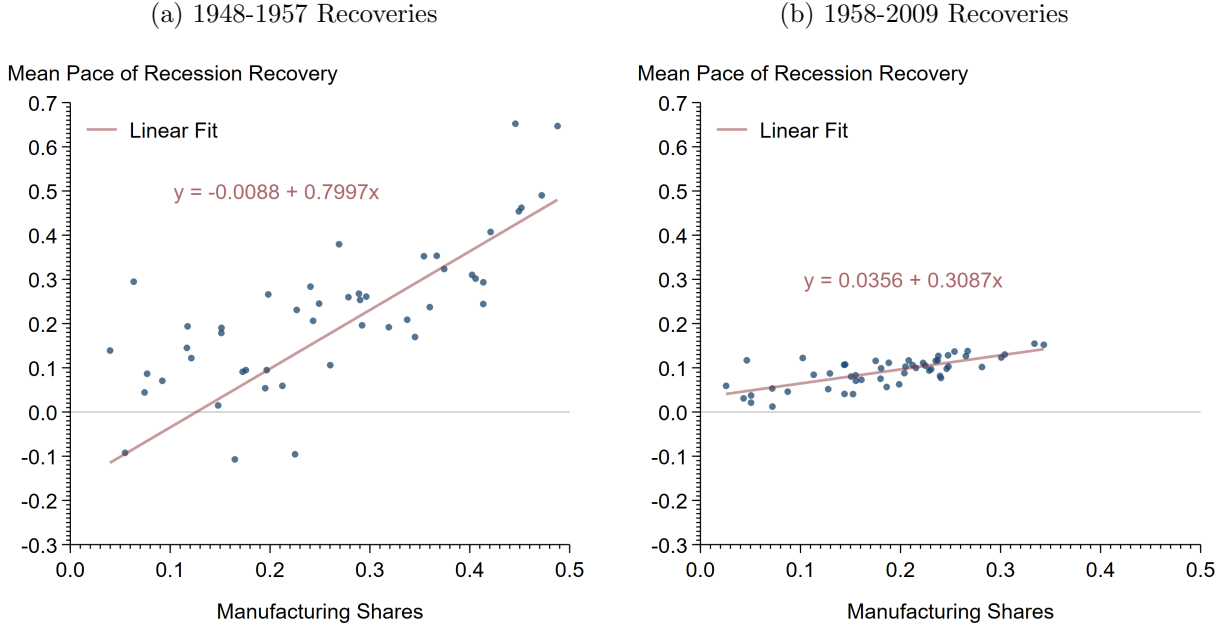 (a) 1948-1957 Recoveries
Mean Pace of Recession Recovery
0.7
0.6
0.5
0.4
0.3
0.2
0.1
0.0
-0.1
-0.2
-0.3
Linear Fit
y = -0.0088 + 0.7997x
0.0 0.1 0.2 0.3 0.4 0.5
Manufacturing Shares
(b) 1958-2009 Recoveries
Mean Pace of Recession Recovery
0.7
0.6
0.5
0.4
0.3
0.2
0.1
0.0
-0.1
-0.2
-0.3
Linear Fit
y = 0.0356 + 0.3087x
0.0 0.1 0.2 0.3 0.4 0.5
Manufacturing Shares